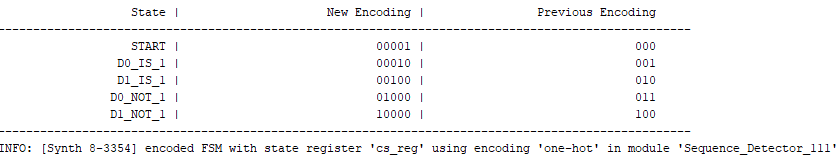 State | New Encoding | Previous Encoding
---------------------------------------------------------------------------------------------------
START | 00001 | 000
D0_IS_1 | 00010 | 001
D1_IS_1 | 00100 | 010
D0_NOT_1 | 01000 | 011
D1_NOT_1 | 10000 | 100
---------------------------------------------------------------------------------------------------
INFO: [Synth 8-3354] encoded FSM with state register 'cs_reg' using encoding 'one-hot' in module 'Sequence_Detector_111'